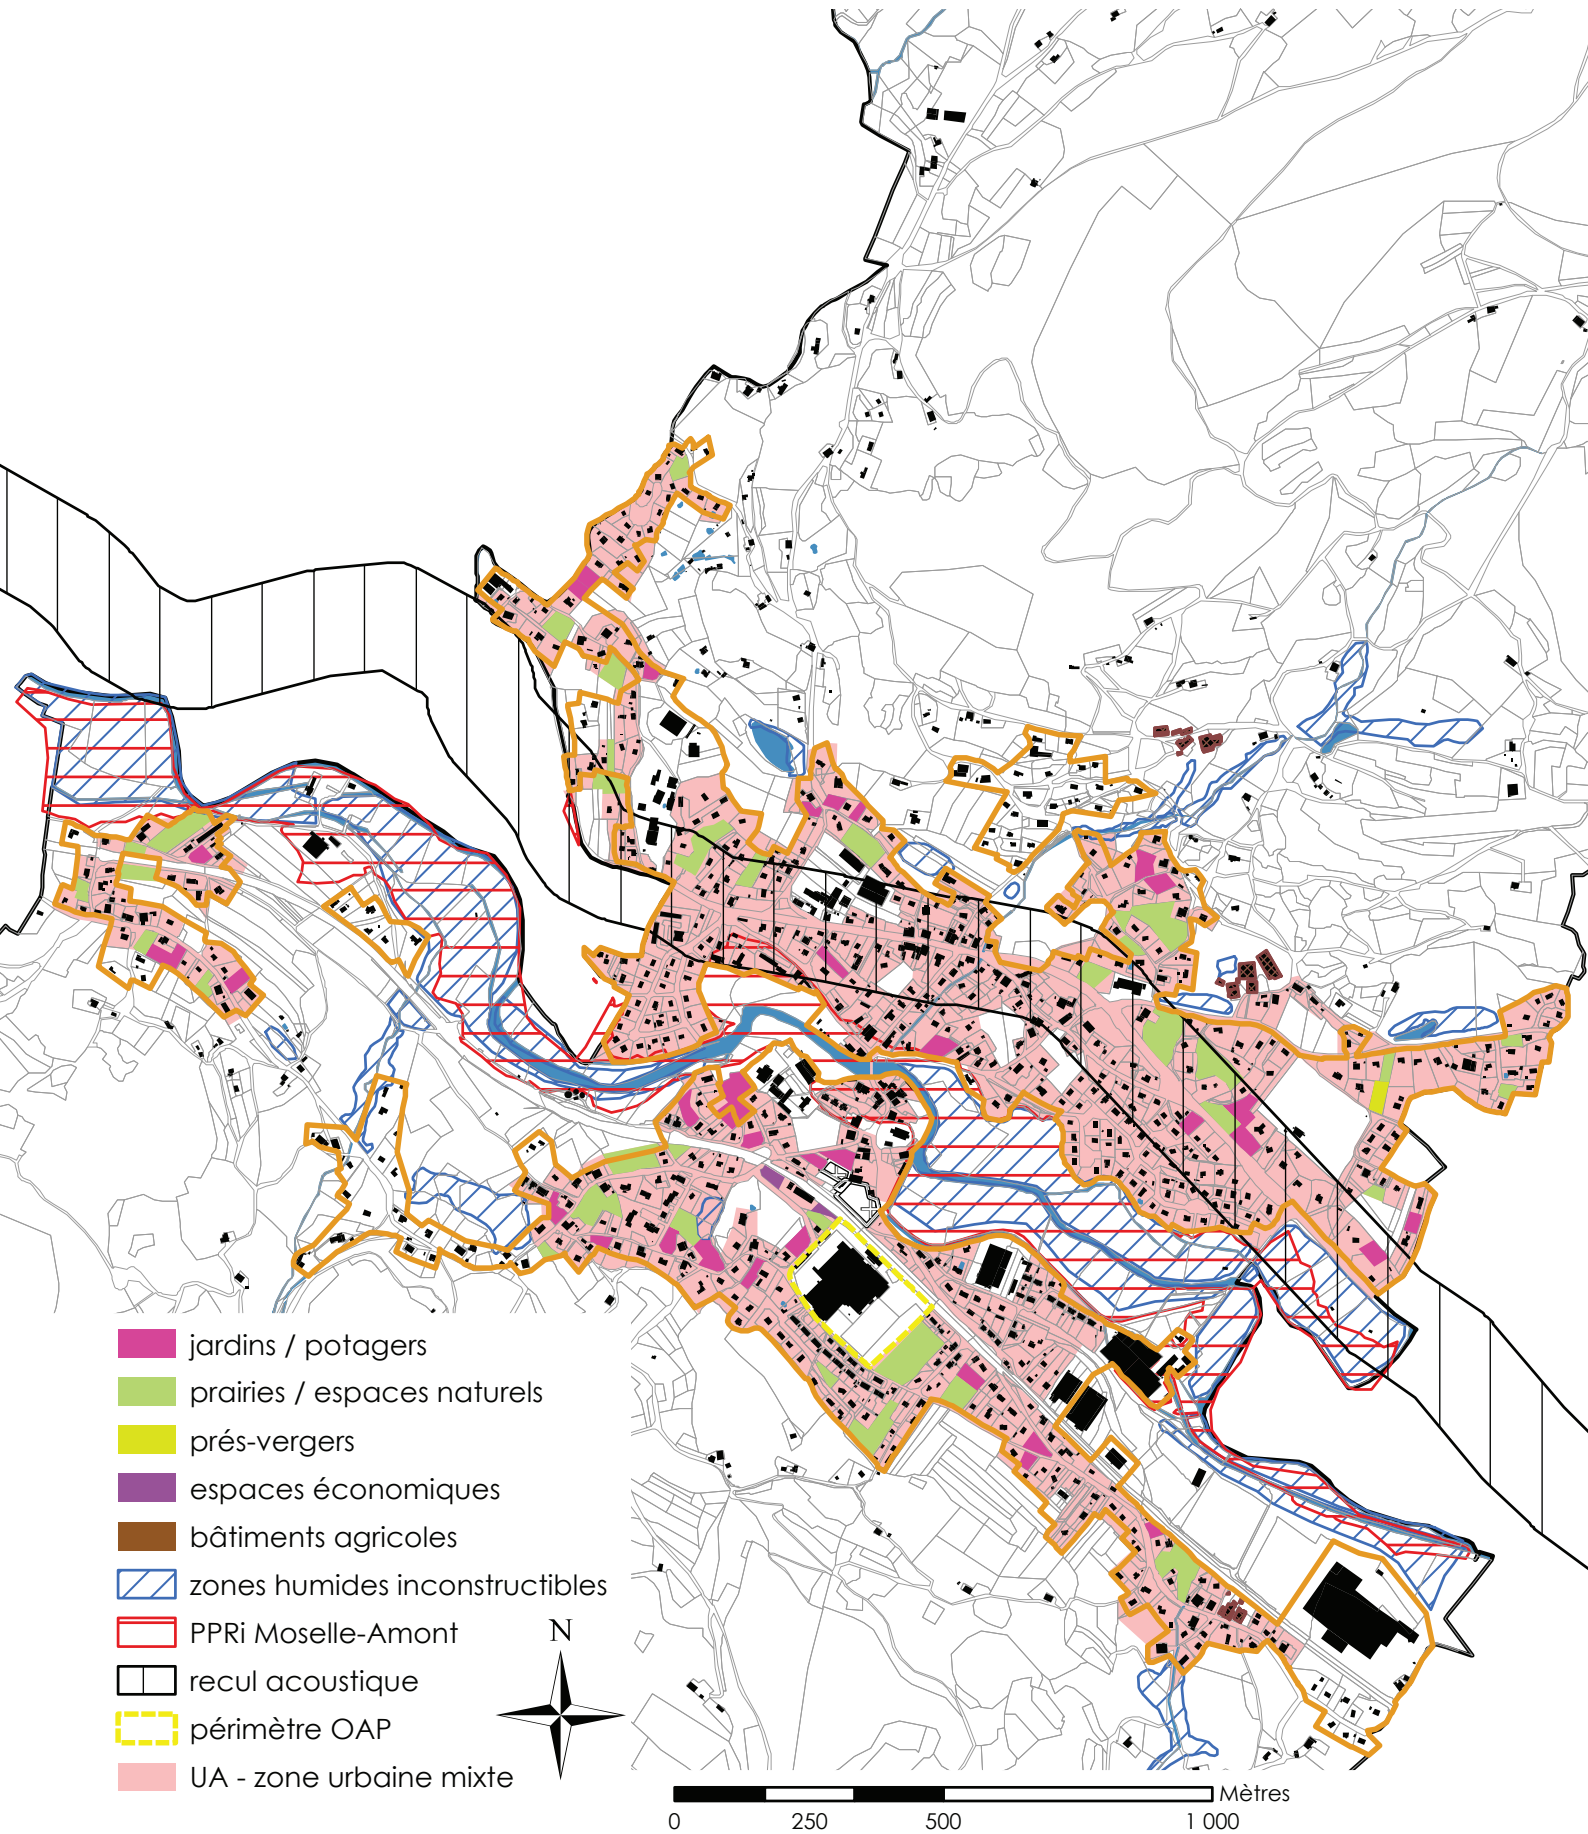 jardins / potagers
prairies / espaces naturels
prés-vergers
espaces économiques
bâtiments agricoles
zones humides inconstructibles
PPRi Moselle-Amont
recul acoustique
périmètre OAP
UA - zone urbaine mixte
N
Mètres
0 250 500 1 000